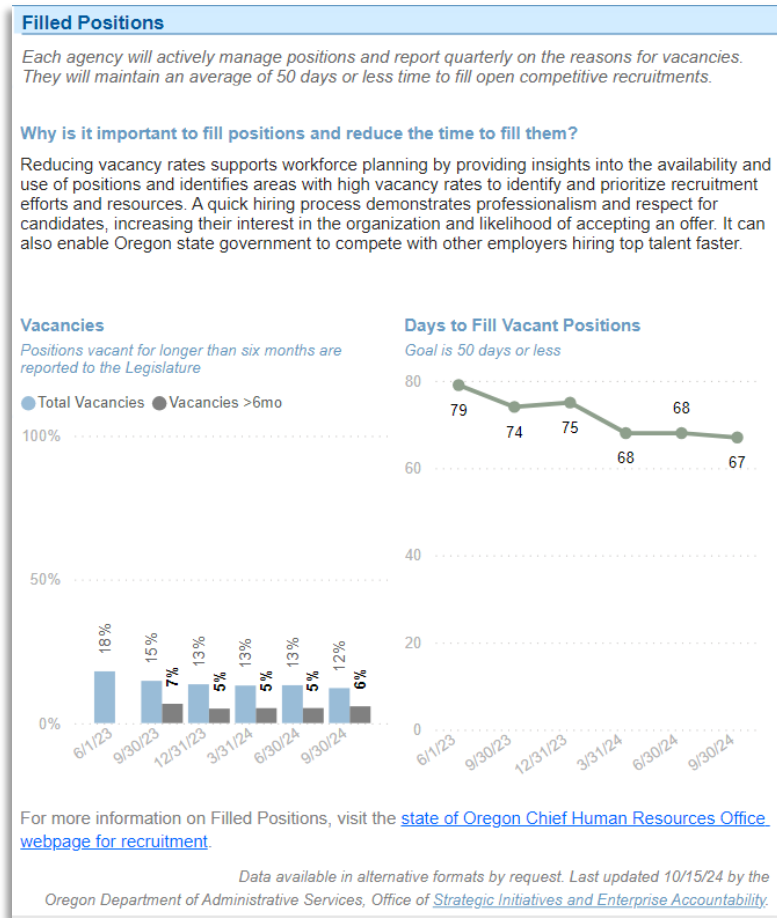 Filled Positions
Each agency will actively manage positions and report quarterly on the reasons for vacancies.
They will maintain an average of 50 days or less time to fill open competitive recruitments.
Why is it important to fill positions and reduce the time to fill them?
Reducing vacancy rates supports workforce planning by providing insights into the availability and
use of positions and identifies areas with high vacancy rates to identify and prioritize recruitment
efforts and resources. A quick hiring process demonstrates professionalism and respect for
candidates, increasing their interest in the organization and likelihood of accepting an offer. It can
also enable Oregon state government to compete with other employers hiring top talent faster.
Vacancies
Positions vacant for longer than six months are
reported to the Legislature
Total Vacancies Vacancies >6mo
100%
50%
0%
18%
15%
7%
13%
5%
13%
5%
13%
5%
12%
6%
6/1/23
9/30/23
12/31/23
3/31/24
6/30/24
9/30/24
Days to Fill Vacant Positions
Goal is 50 days or less
80
60
40
20
0
79
74
75
68
68
67
6/1/23
9/30/23
12/31/23
3/31/24
6/30/24
9/30/24
For more information on Filled Positions, visit the state of Oregon Chief Human Resources Office
webpage for recruitment.
Data available in alternative formats by request. Last updated 10/15/24 by the
Oregon Department of Administrative Services, Office of Strategic Initiatives and Enterprise Accountability.